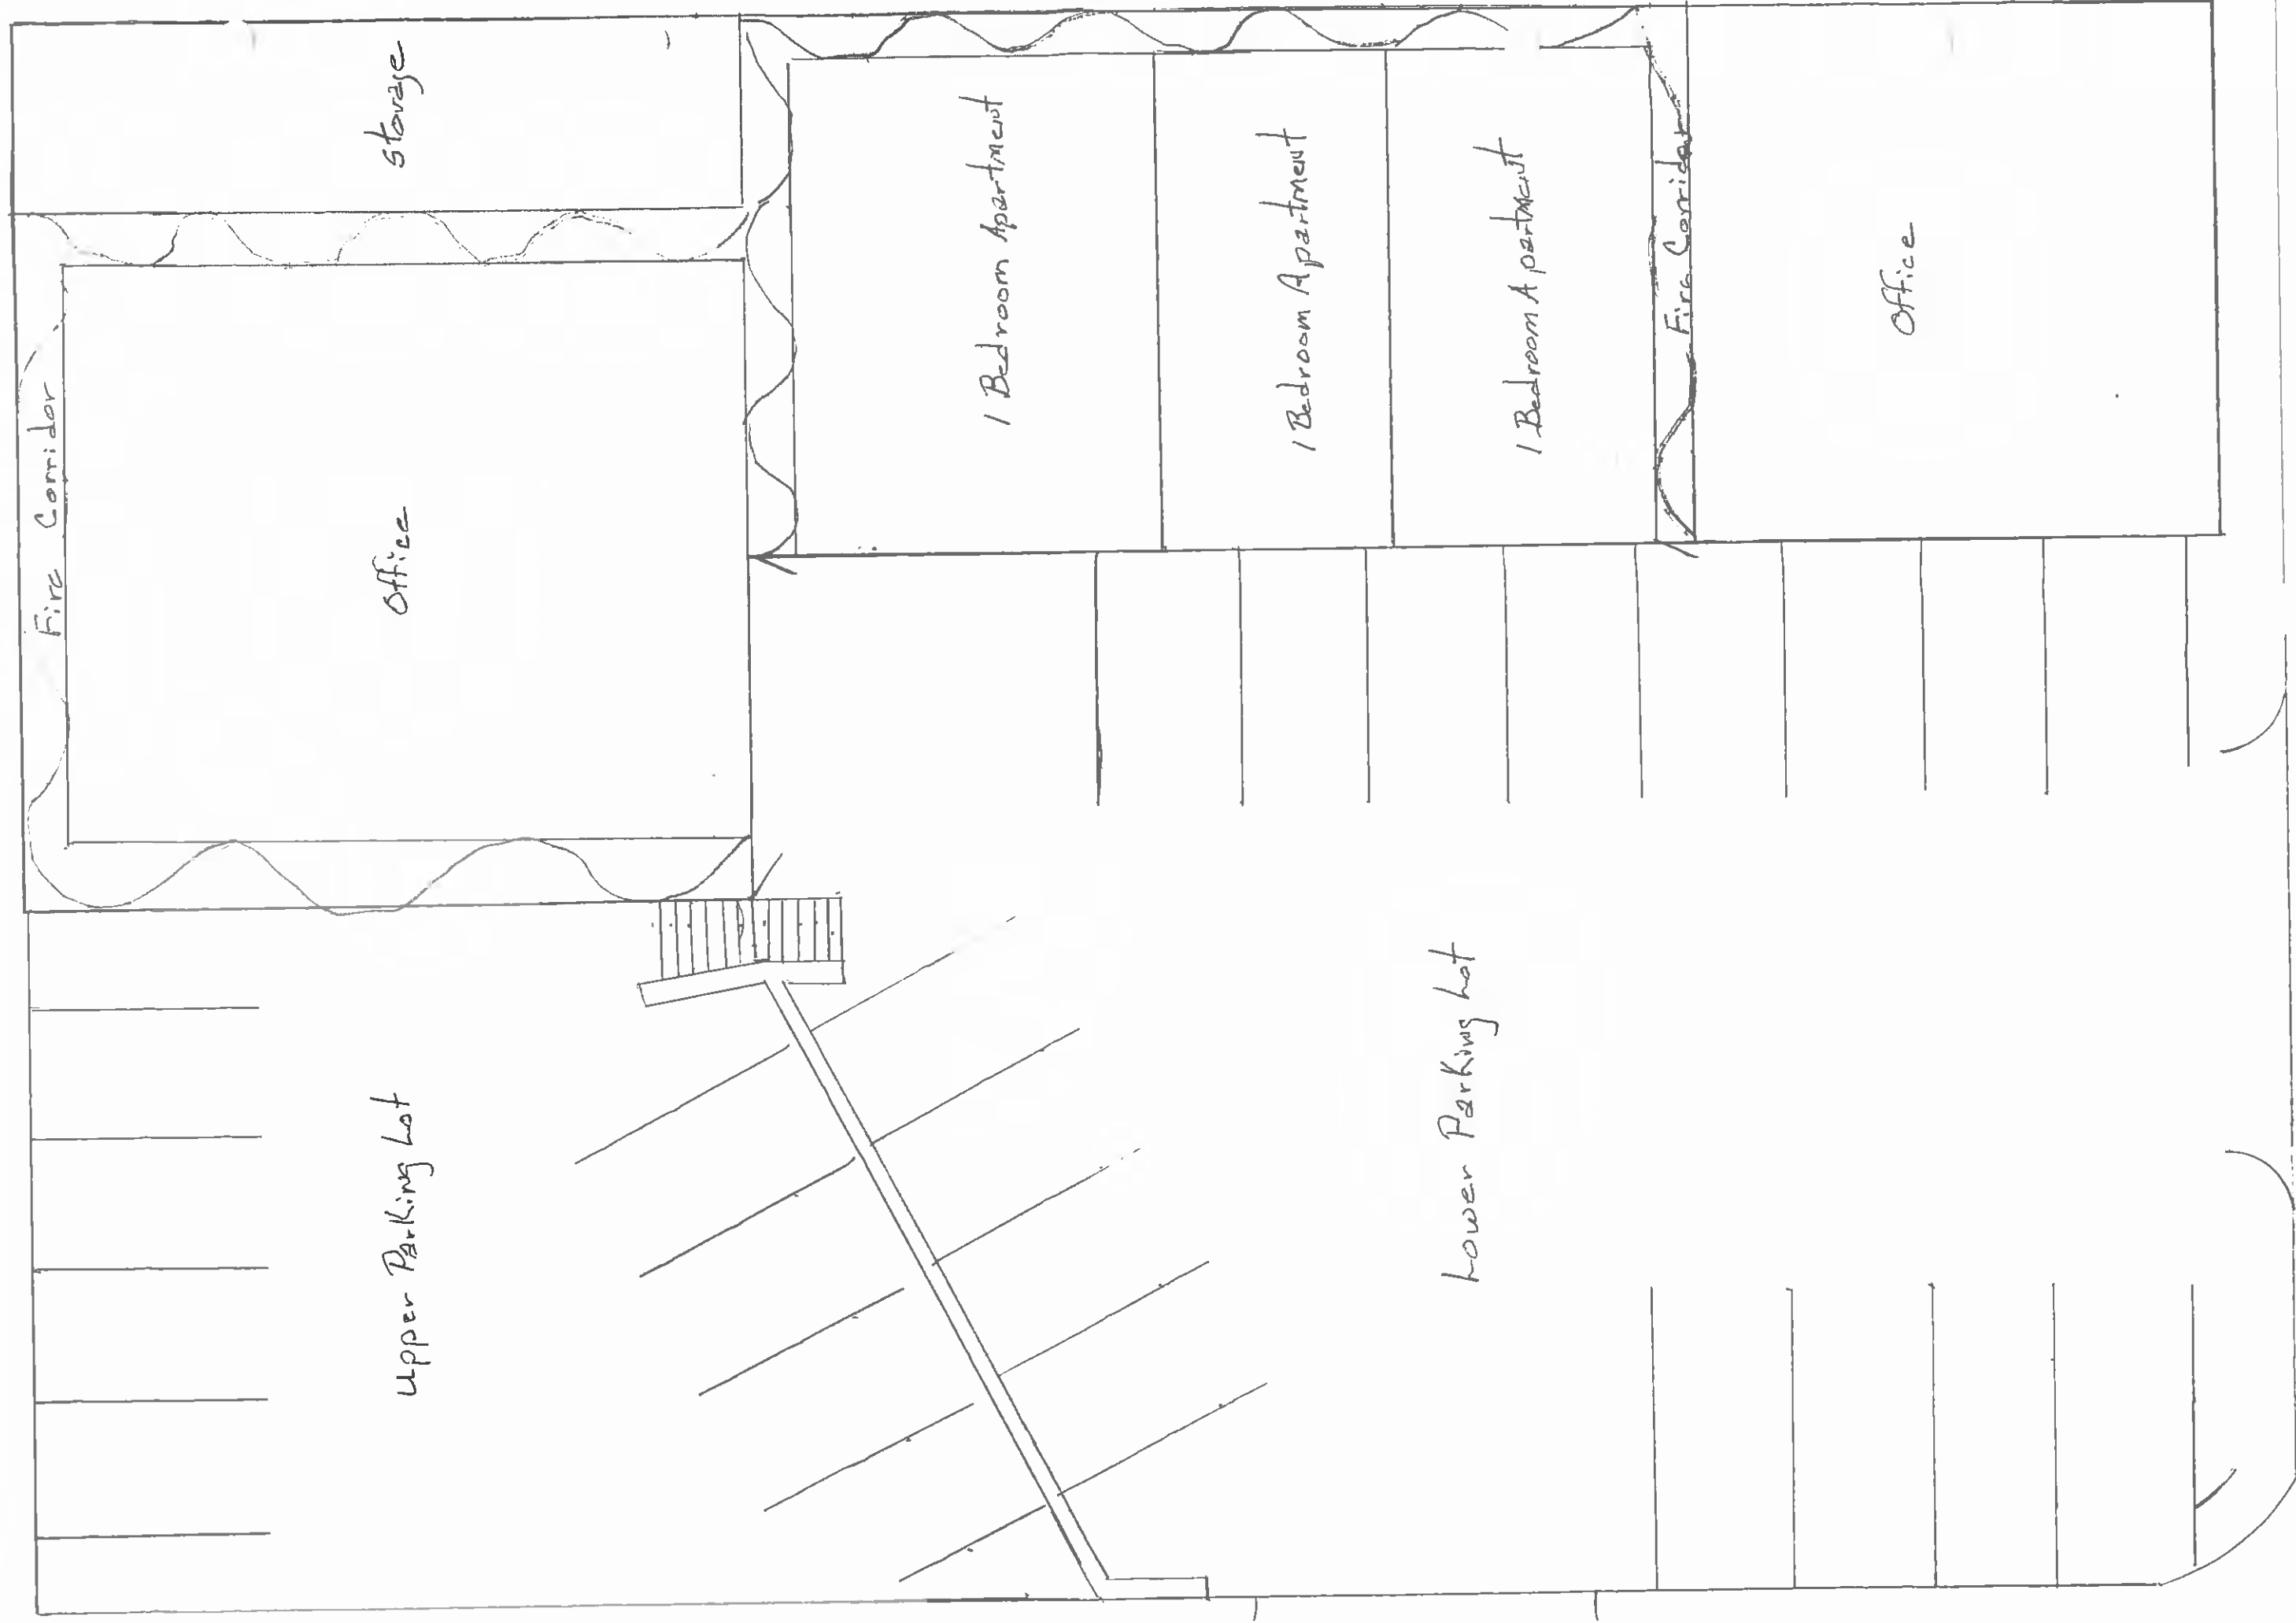 Storage
Fire Corridor
Office
1 Bedroom Apartment
1 Bedroom Apartment
1 Bedroom Apartment
Fire Corridor
Office
Upper Parking Lot
Lower Parking Lot